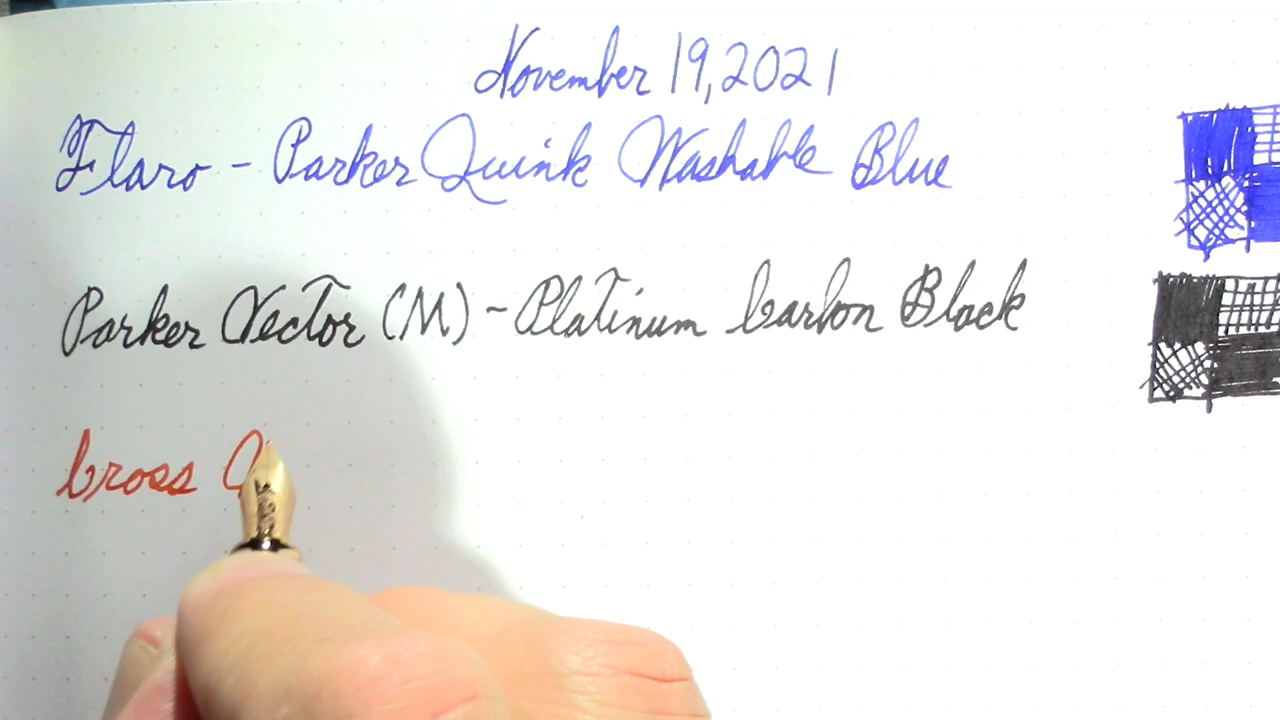 November 19, 2021
Flaro - Parker Quink Washable Blue
Parker Vector (M) - Platinum Carbon Black
Cross